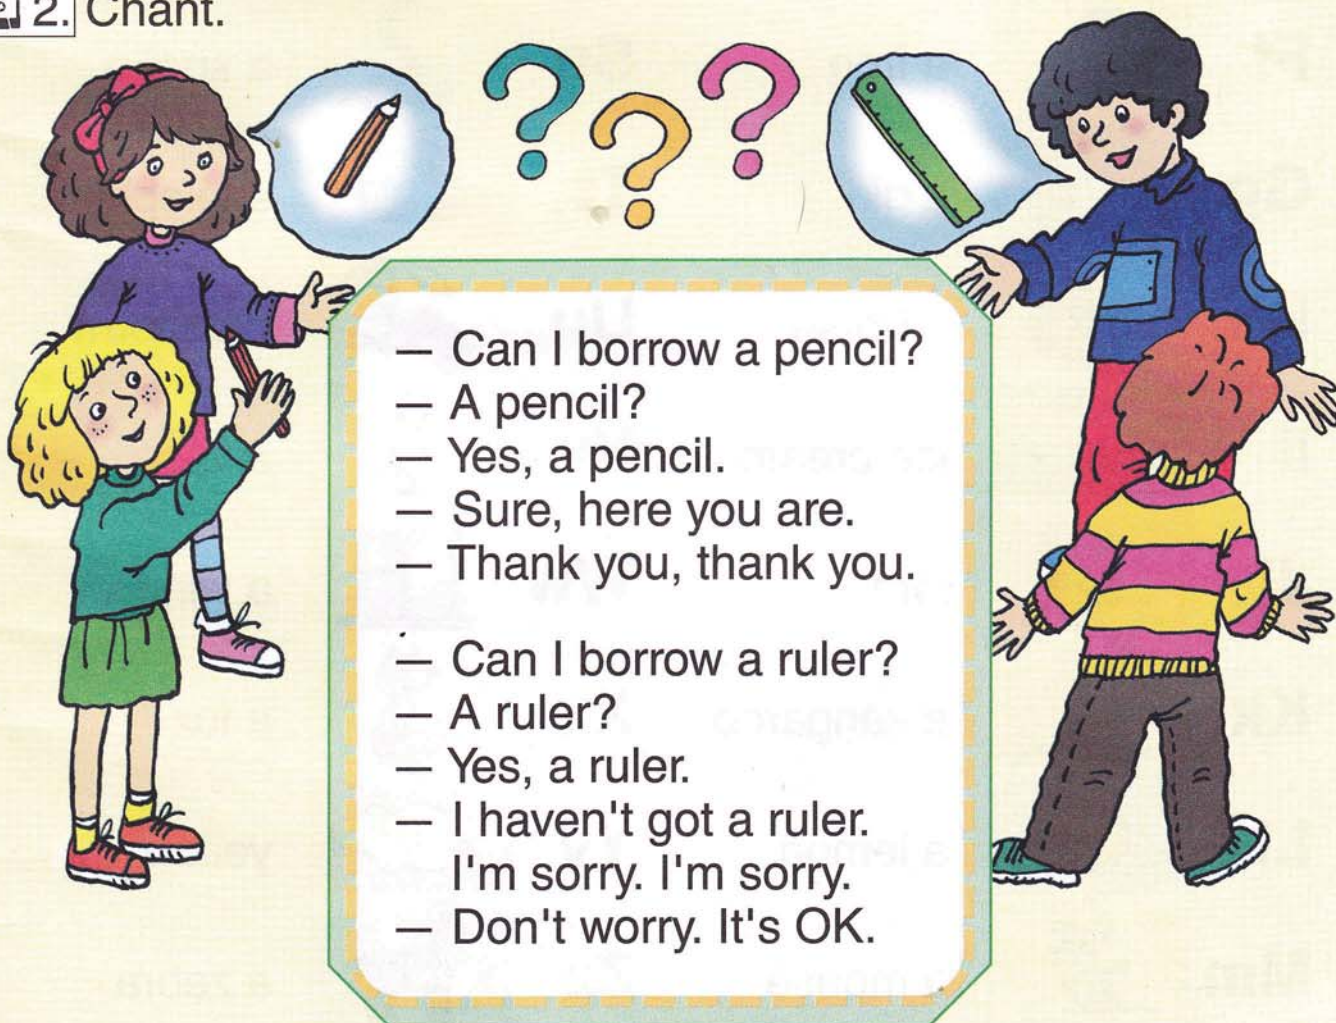 2. Chant.
— Can I borrow a pencil?
— A pencil?
— Yes, a pencil.
— Sure, here you are.
— Thank you, thank you.
— Can I borrow a ruler?
— A ruler?
— Yes, a ruler.
— I haven't got a ruler.
I'm sorry. I'm sorry.
— Don't worry. It's OK.